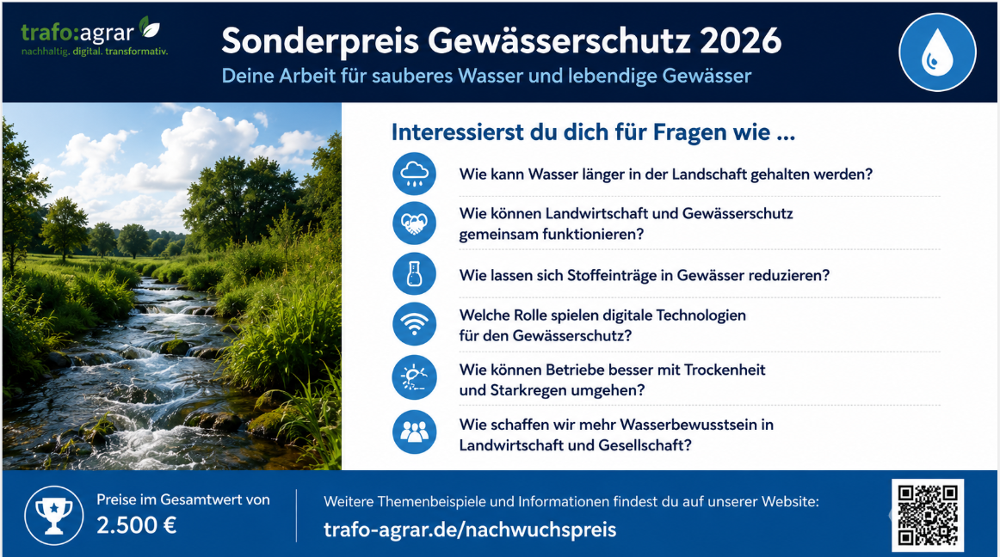 trafo:agrar
nachhaltig. digital. transformativ.
Sonderpreis Gewässerschutz 2026
Deine Arbeit für sauberes Wasser und lebendige Gewässer
Interessierst du dich für Fragen wie ...
Wie kann Wasser länger in der Landschaft gehalten werden?
Wie können Landwirtschaft und Gewässerschutz
gemeinsam funktionieren?
Wie lassen sich Stoffeinträge in Gewässer reduzieren?
Welche Rolle spielen digitale Technologien
für den Gewässerschutz?
Wie können Betriebe besser mit Trockenheit
und Starkregen umgehen?
Wie schaffen wir mehr Wasserbewusstsein in
Landwirtschaft und Gesellschaft?
Preise im Gesamtwert von
2.500 €
Weitere Themenbeispiele und Informationen findest du auf unserer Website:
trafo-agrar.de/nachwuchspreis